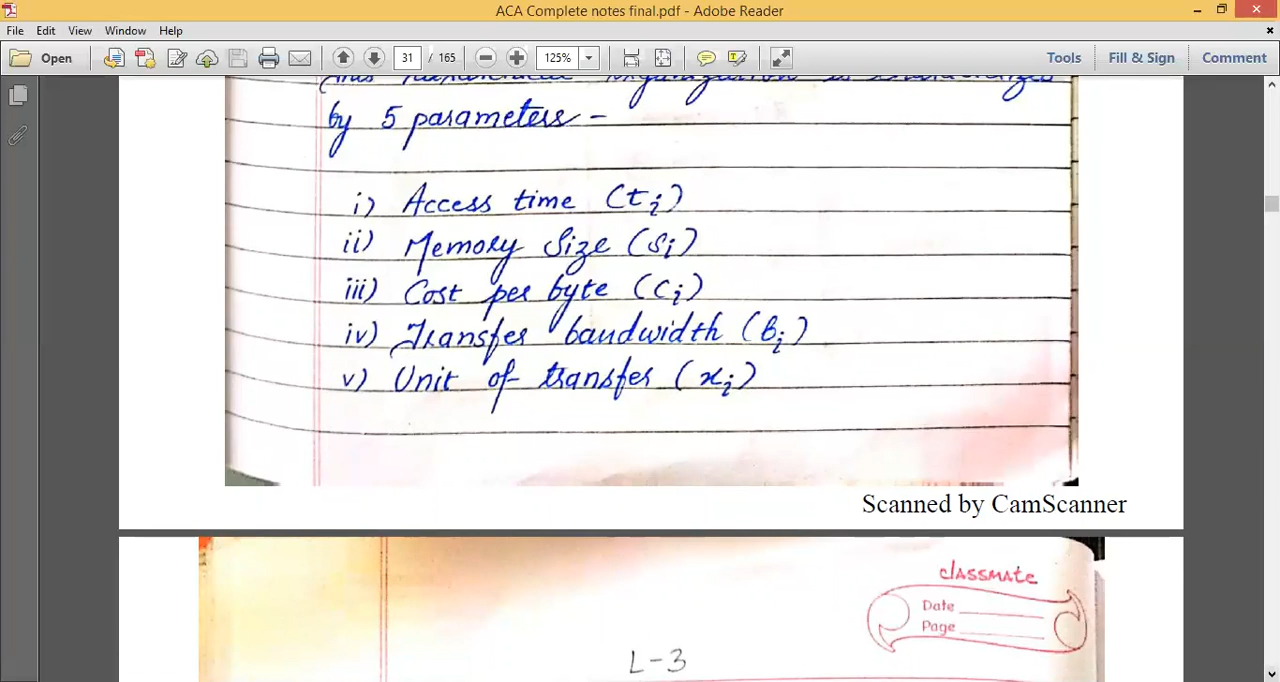 ACA Complete notes final.pdf - Adobe Reader
File Edit View Window Help
Open 31 / 165 125% Tools Fill & Sign Comment
by 5 parameters -
i) Access time (ti)
ii) Memory Size (Si)
iii) Cost per byte (Ci)
iv) Transfer bandwidth (bi)
v) Unit of transfer (xi)
Scanned by CamScanner
classmate
Date
Page
L-3